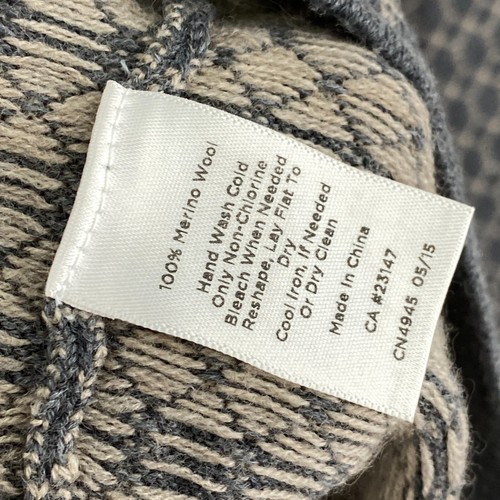 100% Merino Wool
Hand Wash Cold
Only Non-Chlorine
Bleach When Needed
Reshape, Lay Flat To
Dry
Cool Iron, If Needed
Or Dry Clean
Made In China
CA #23147
CN4945 05/15